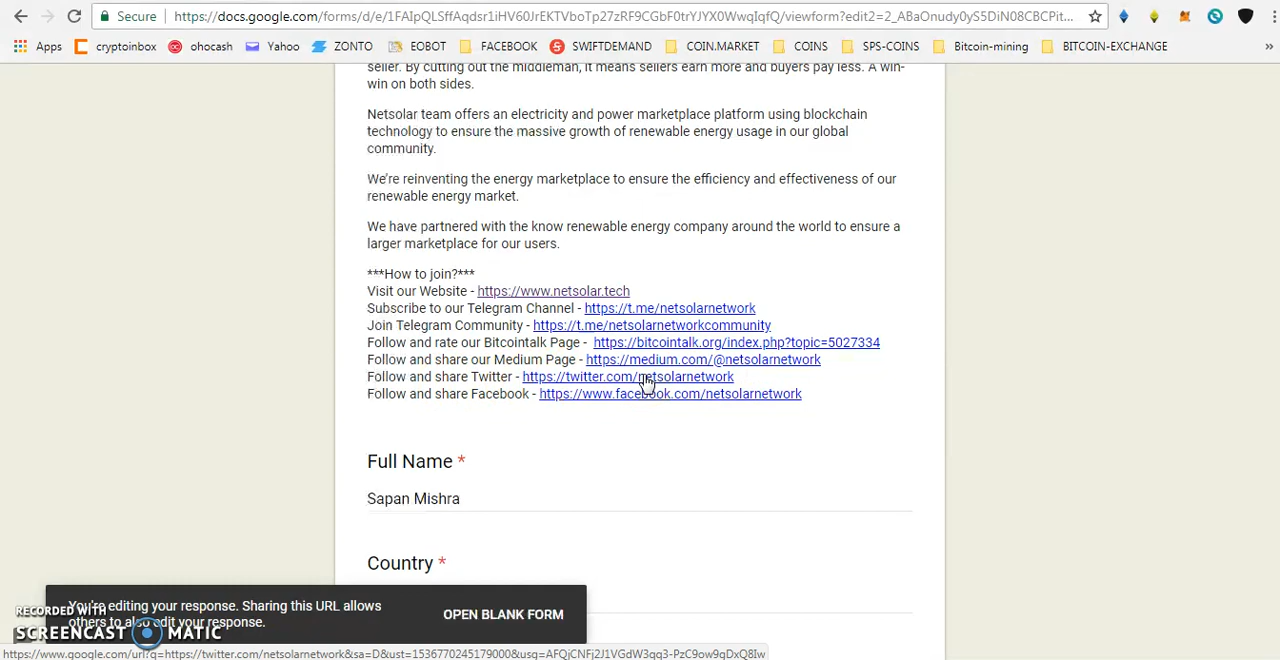 Secure https://docs.google.com/forms/d/e/1FAIpQLSffAqdsr1iHV60JrEKTVboTp27zRF9CGbF0trYJYX0WwqIqfQ/viewform?edit2=2_ABaOnudy0yS5DiN08CBCPit...
Apps cryptoinbox ohocash Yahoo ZONTO EOBOT FACEBOOK SWIFTDEMAND COIN.MARKET COINS SPS-COINS Bitcoin-mining BITCOIN-EXCHANGE »
seller. By cutting out the middleman, it means sellers earn more and buyers pay less. A win-
win on both sides.
Netsolar team offers an electricity and power marketplace platform using blockchain
technology to ensure the massive growth of renewable energy usage in our global
community.
We're reinventing the energy marketplace to ensure the efficiency and effectiveness of our
renewable energy market.
We have partnered with the know renewable energy company around the world to ensure a
larger marketplace for our users.
***How to join?***
Visit our Website - https://www.netsolar.tech
Subscribe to our Telegram Channel - https://t.me/netsolarnetwork
Join Telegram Community - https://t.me/netsolarnetworkcommunity
Follow and rate our Bitcointalk Page - https://bitcointalk.org/index.php?topic=5027334
Follow and share our Medium Page - https://medium.com/@netsolarnetwork
Follow and share Twitter - https://twitter.com/netsolarnetwork
Follow and share Facebook - https://www.facebook.com/netsolarnetwork
Full Name *
Sapan Mishra
Country *
You're editing your response. Sharing this URL allows
others to also edit your response.
OPEN BLANK FORM
RECORDED WITH
SCREENCAST MATIC
https://www.google.com/url?q=https://twitter.com/netsolarnetwork&sa=D&ust=1536770245179000&usq=AFQjCNFj2J1VGdW3qq3-PzC9ow9qDxQ8Iw